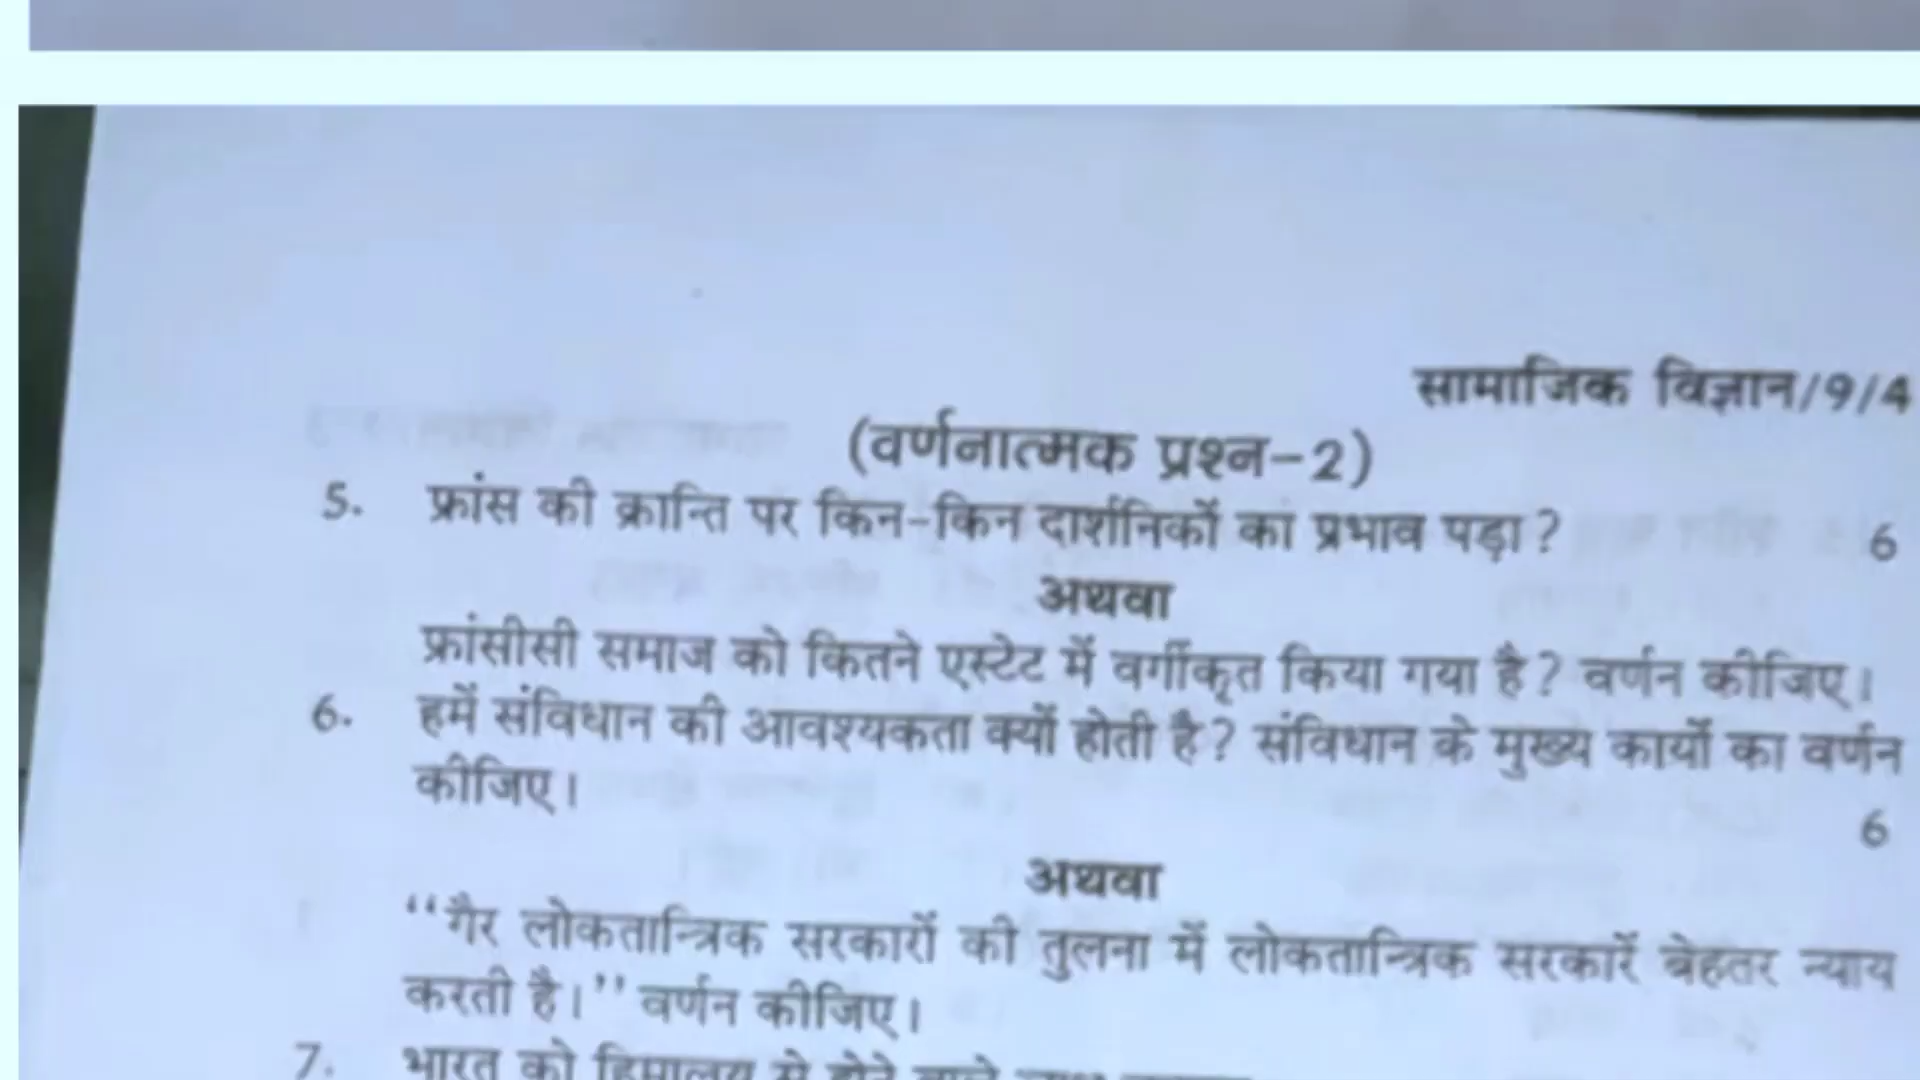 सामाजिक विज्ञान/9/4
(वर्णनात्मक प्रश्न-2)
5. फ्रांस की क्रान्ति पर किन-किन दार्शनिकों का प्रभाव पड़ा? 6
अथवा
फ्रांसीसी समाज को कितने एस्टेट में वर्गीकृत किया गया है? वर्णन कीजिए।
6. हमें संविधान की आवश्यकता क्यों होती है? संविधान के मुख्य कार्यों का वर्णन
कीजिए।
6
अथवा
‘‘गैर लोकतान्त्रिक सरकारों की तुलना में लोकतान्त्रिक सरकारें बेहतर न्याय
करती है।’’ वर्णन कीजिए।
7. भारत को हिमालय से होने वाले